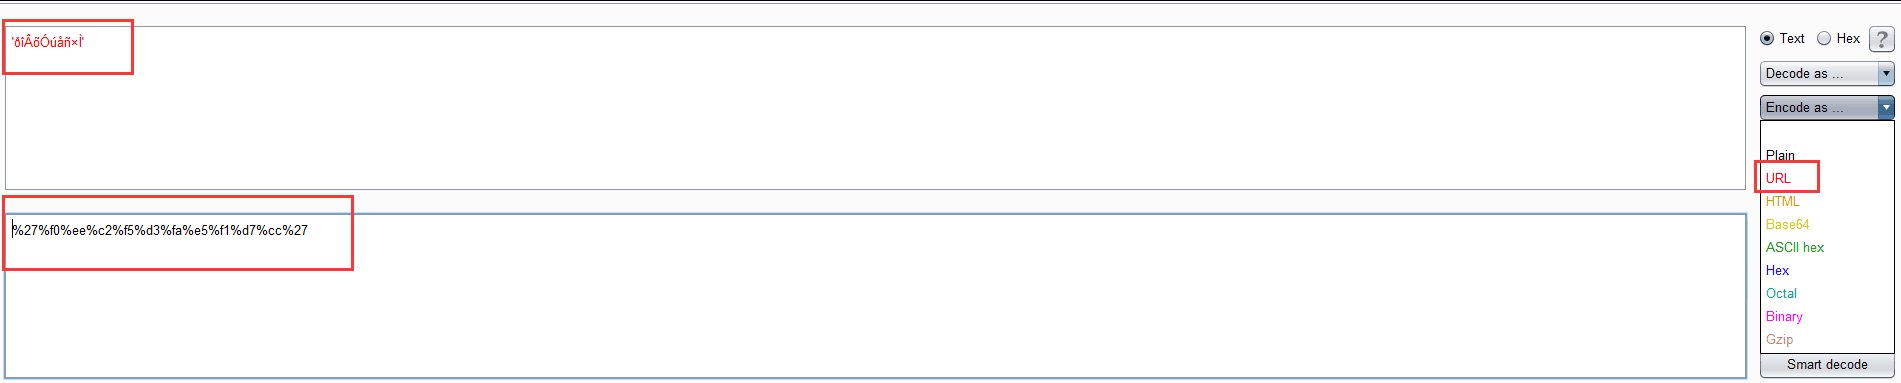 'ðîÂõÓúåñ×Ì'
Text
Hex
?
Decode as ...
Encode as ...
Plain
URL
HTML
Base64
ASCII hex
Hex
Octal
Binary
Gzip
Smart decode
%27%f0%ee%c2%f5%d3%fa%e5%f1%d7%cc%27